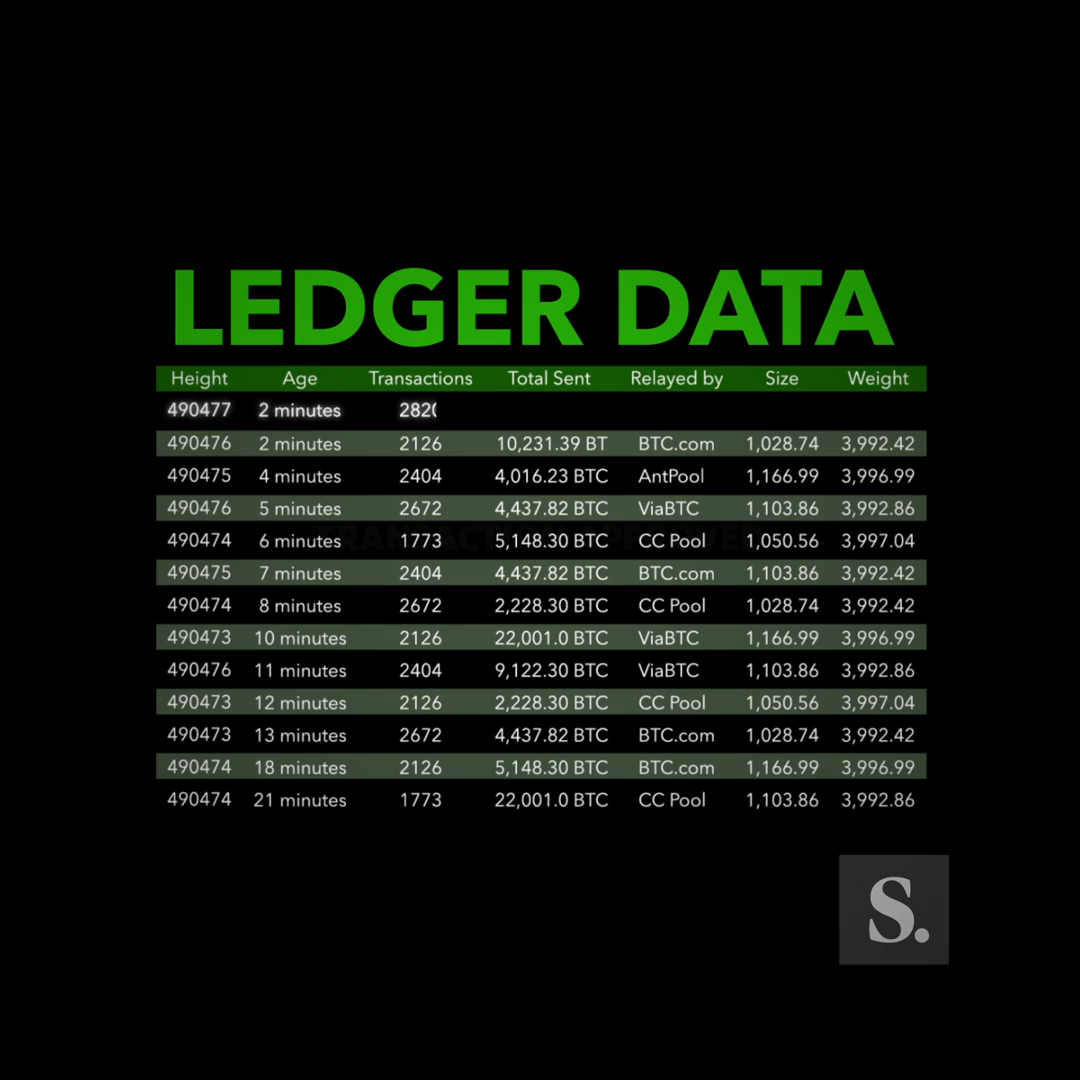 LEDGER DATA
Height Age Transactions Total Sent Relayed by Size Weight
490477 2 minutes 282
490476 2 minutes 2126 10,231.39 BT BTC.com 1,028.74 3,992.42
490475 4 minutes 2404 4,016.23 BTC AntPool 1,166.99 3,996.99
490476 5 minutes 2672 4,437.82 BTC ViaBTC 1,103.86 3,992.86
TRANSACTION APPROVED
490474 6 minutes 1773 5,148.30 BTC CC Pool 1,050.56 3,997.04
490475 7 minutes 2404 4,437.82 BTC BTC.com 1,103.86 3,992.42
490474 8 minutes 2672 2,228.30 BTC CC Pool 1,028.74 3,992.42
490473 10 minutes 2126 22,001.0 BTC ViaBTC 1,166.99 3,996.99
490476 11 minutes 2404 9,122.30 BTC ViaBTC 1,103.86 3,992.86
490473 12 minutes 2126 2,228.30 BTC CC Pool 1,050.56 3,997.04
490473 13 minutes 2672 4,437.82 BTC BTC.com 1,028.74 3,992.42
490474 18 minutes 2126 5,148.30 BTC BTC.com 1,166.99 3,996.99
490474 21 minutes 1773 22,001.0 BTC CC Pool 1,103.86 3,992.86
S.